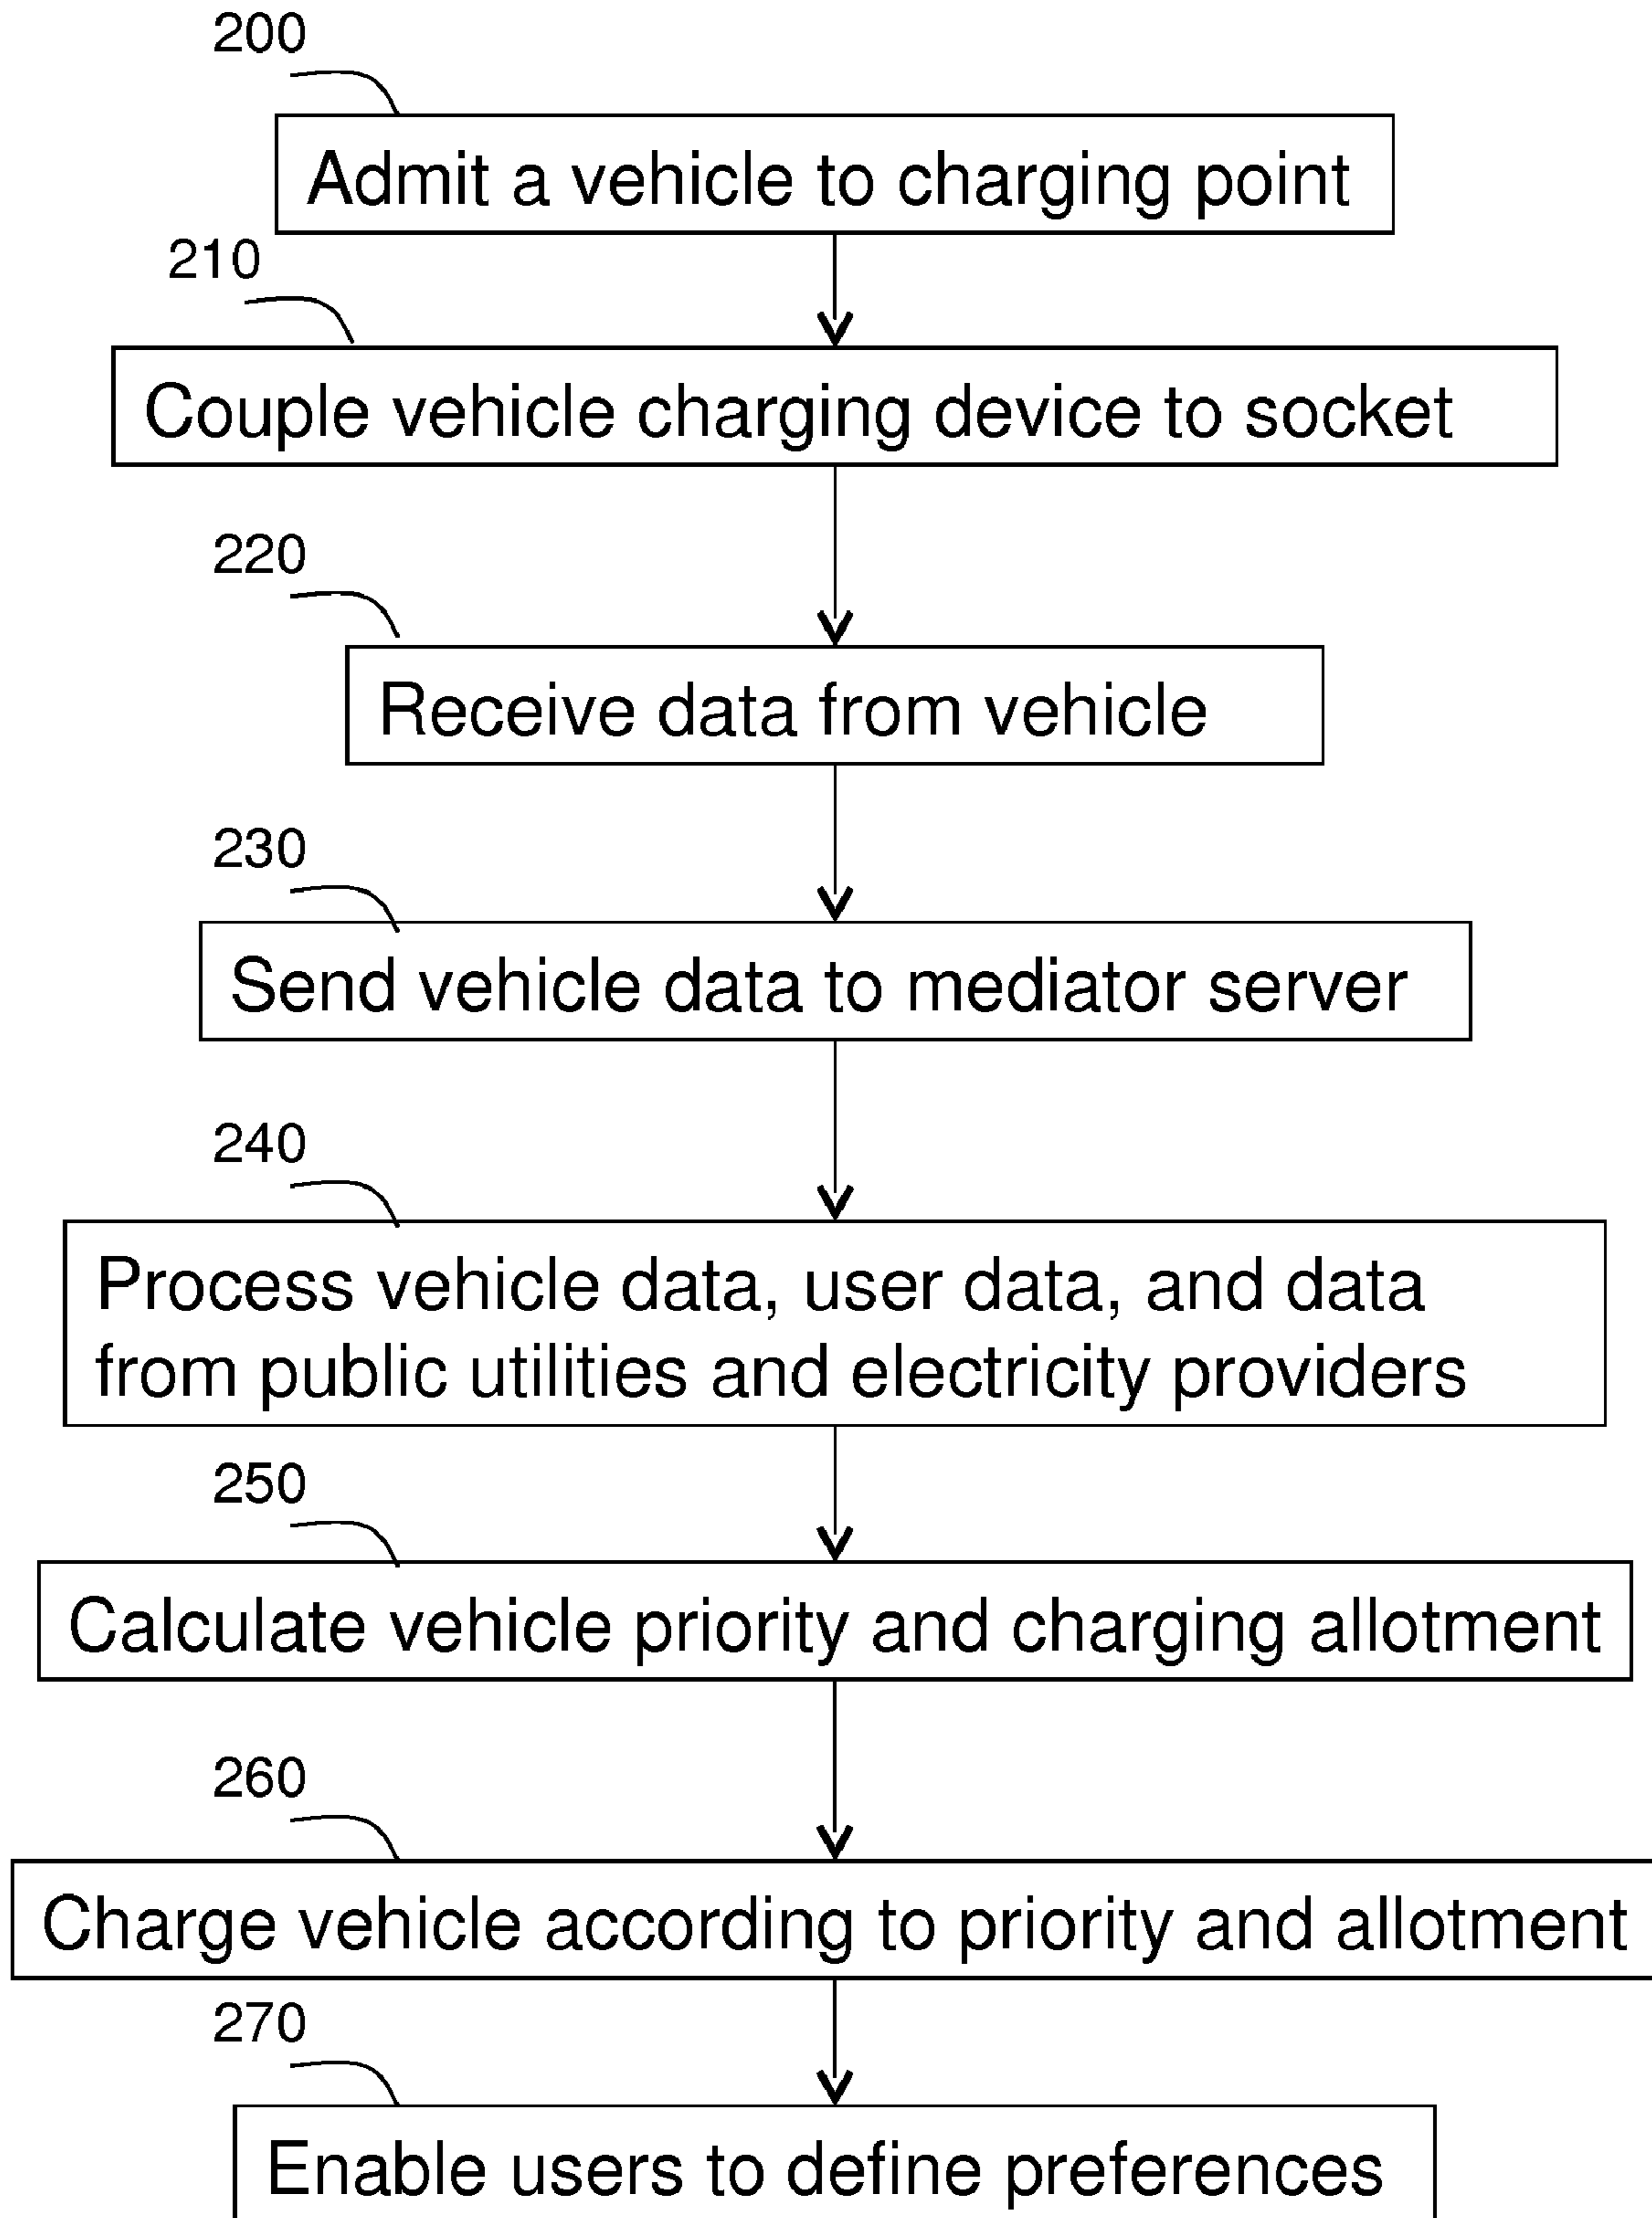 200
Admit a vehicle to charging point
210
Couple vehicle charging device to socket
220
Receive data from vehicle
230
Send vehicle data to mediator server
240
Process vehicle data, user data, and data
from public utilities and electricity providers
250
Calculate vehicle priority and charging allotment
260
Charge vehicle according to priority and allotment
270
Enable users to define preferences